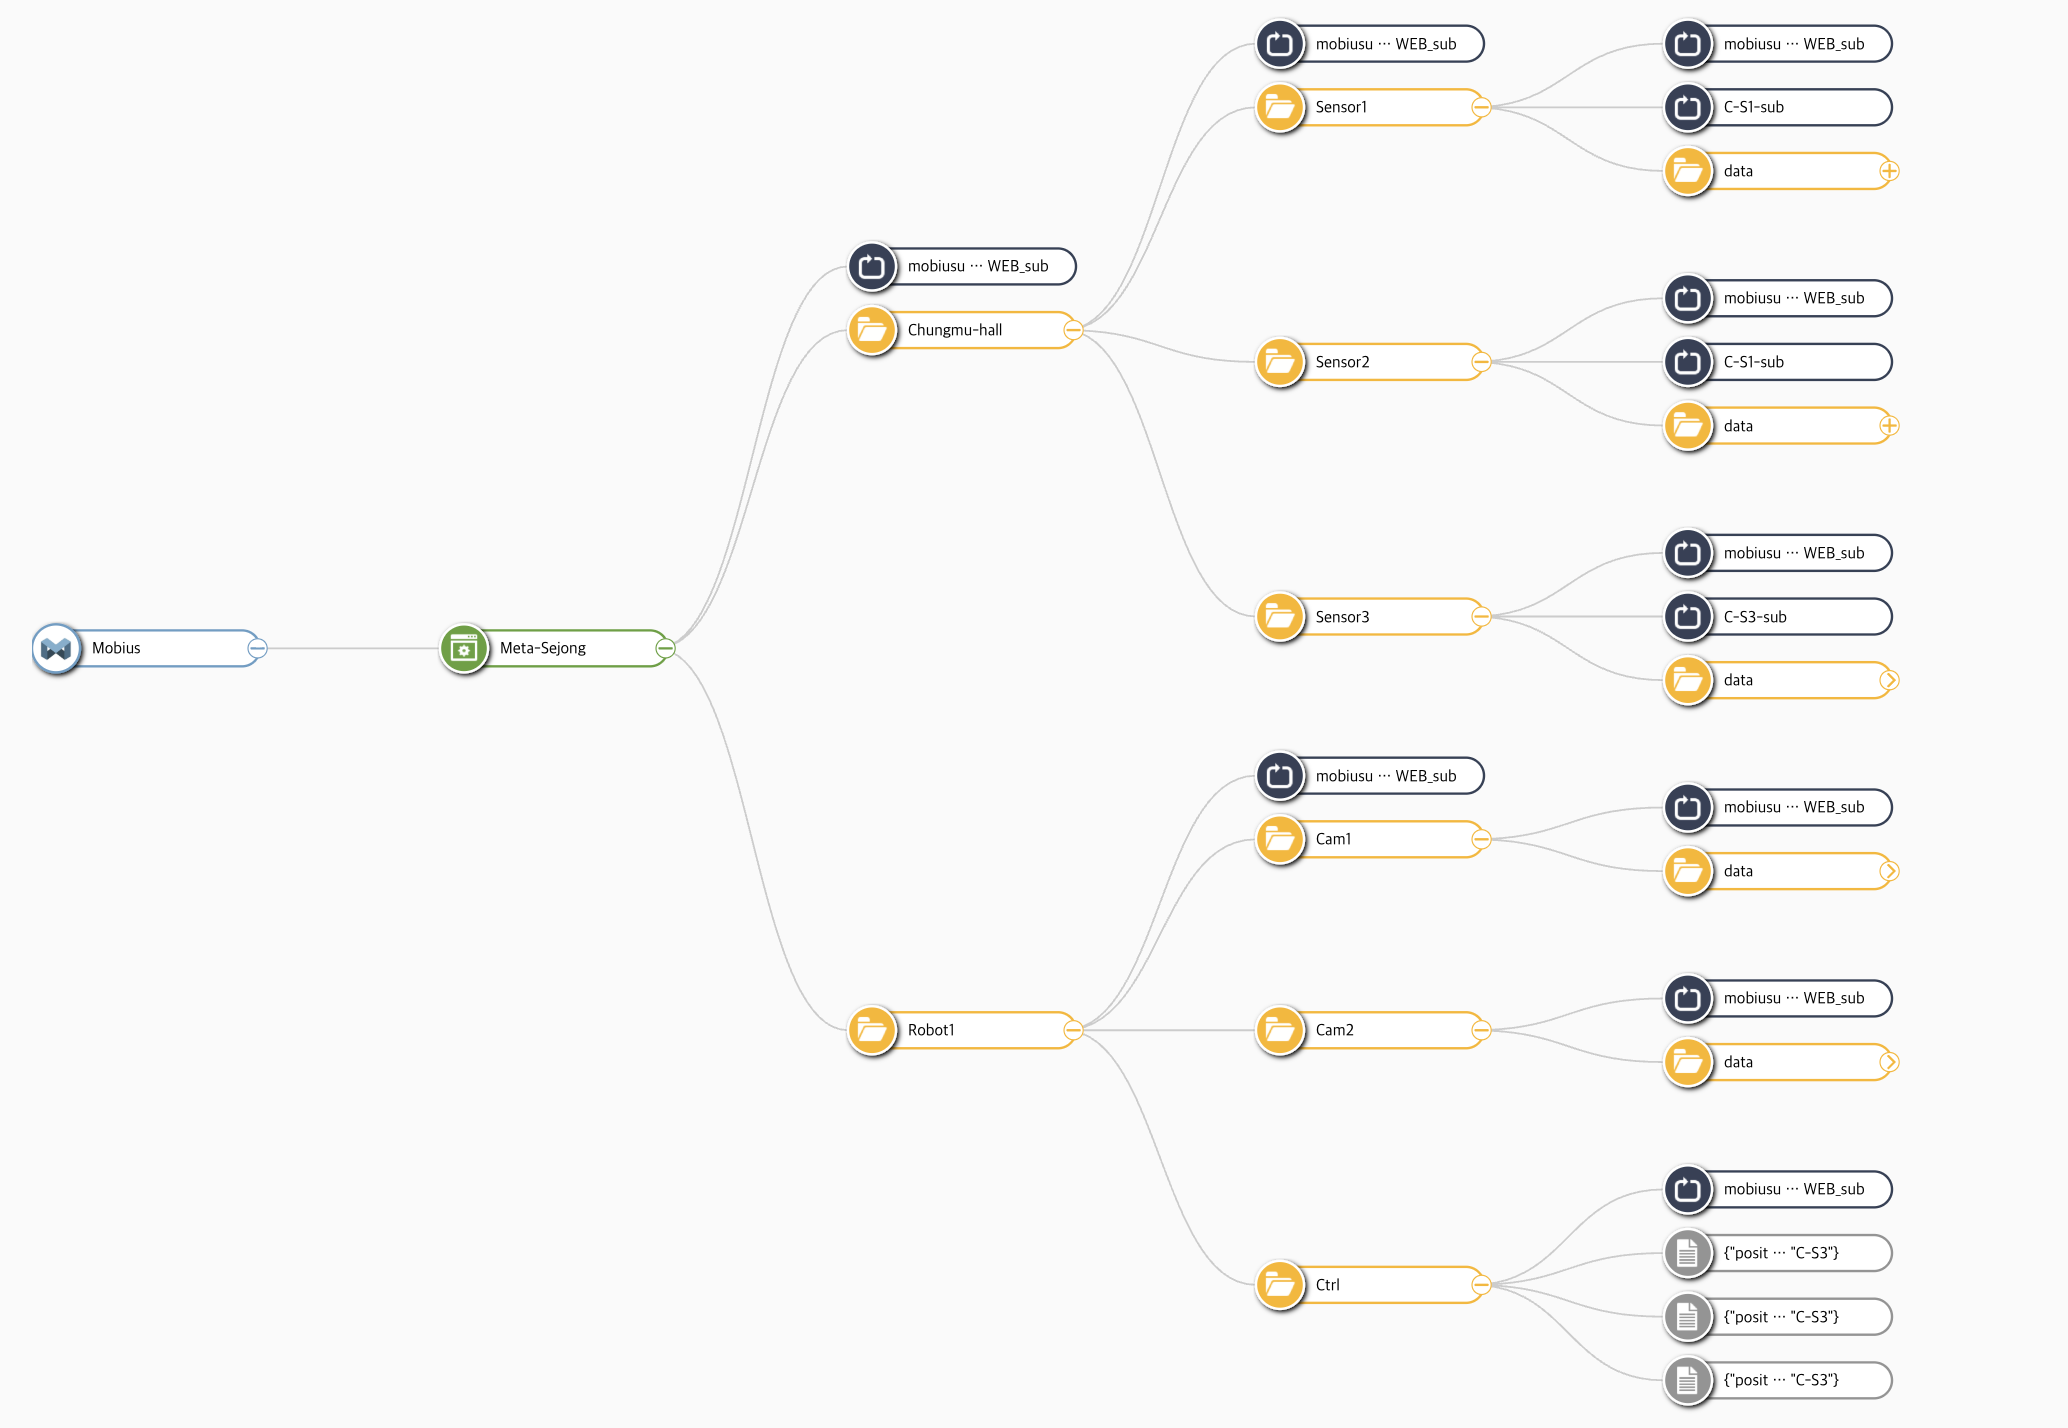 mobiusu ··· WEB_sub
mobiusu ··· WEB_sub
Sensor1
C-S1-sub
data
mobiusu ··· WEB_sub
mobiusu ··· WEB_sub
Chungmu-hall
Sensor2
C-S1-sub
data
mobiusu ··· WEB_sub
Sensor3
C-S3-sub
Mobius
Meta-Sejong
data
mobiusu ··· WEB_sub
mobiusu ··· WEB_sub
Cam1
data
mobiusu ··· WEB_sub
Robot1
Cam2
data
mobiusu ··· WEB_sub
{"posit ··· "C-S3"}
Ctrl
{"posit ··· "C-S3"}
{"posit ··· "C-S3"}